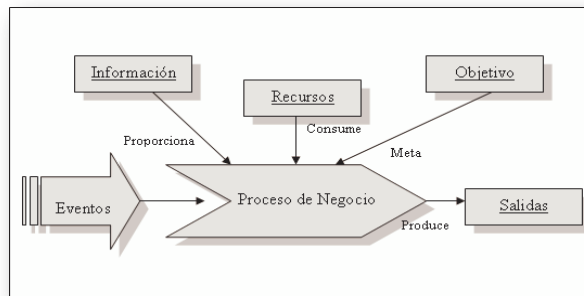 Información
Objetivo
Recursos
Proporciona
Consume
Meta
Eventos
Proceso de Negocio
Salidas
Produce